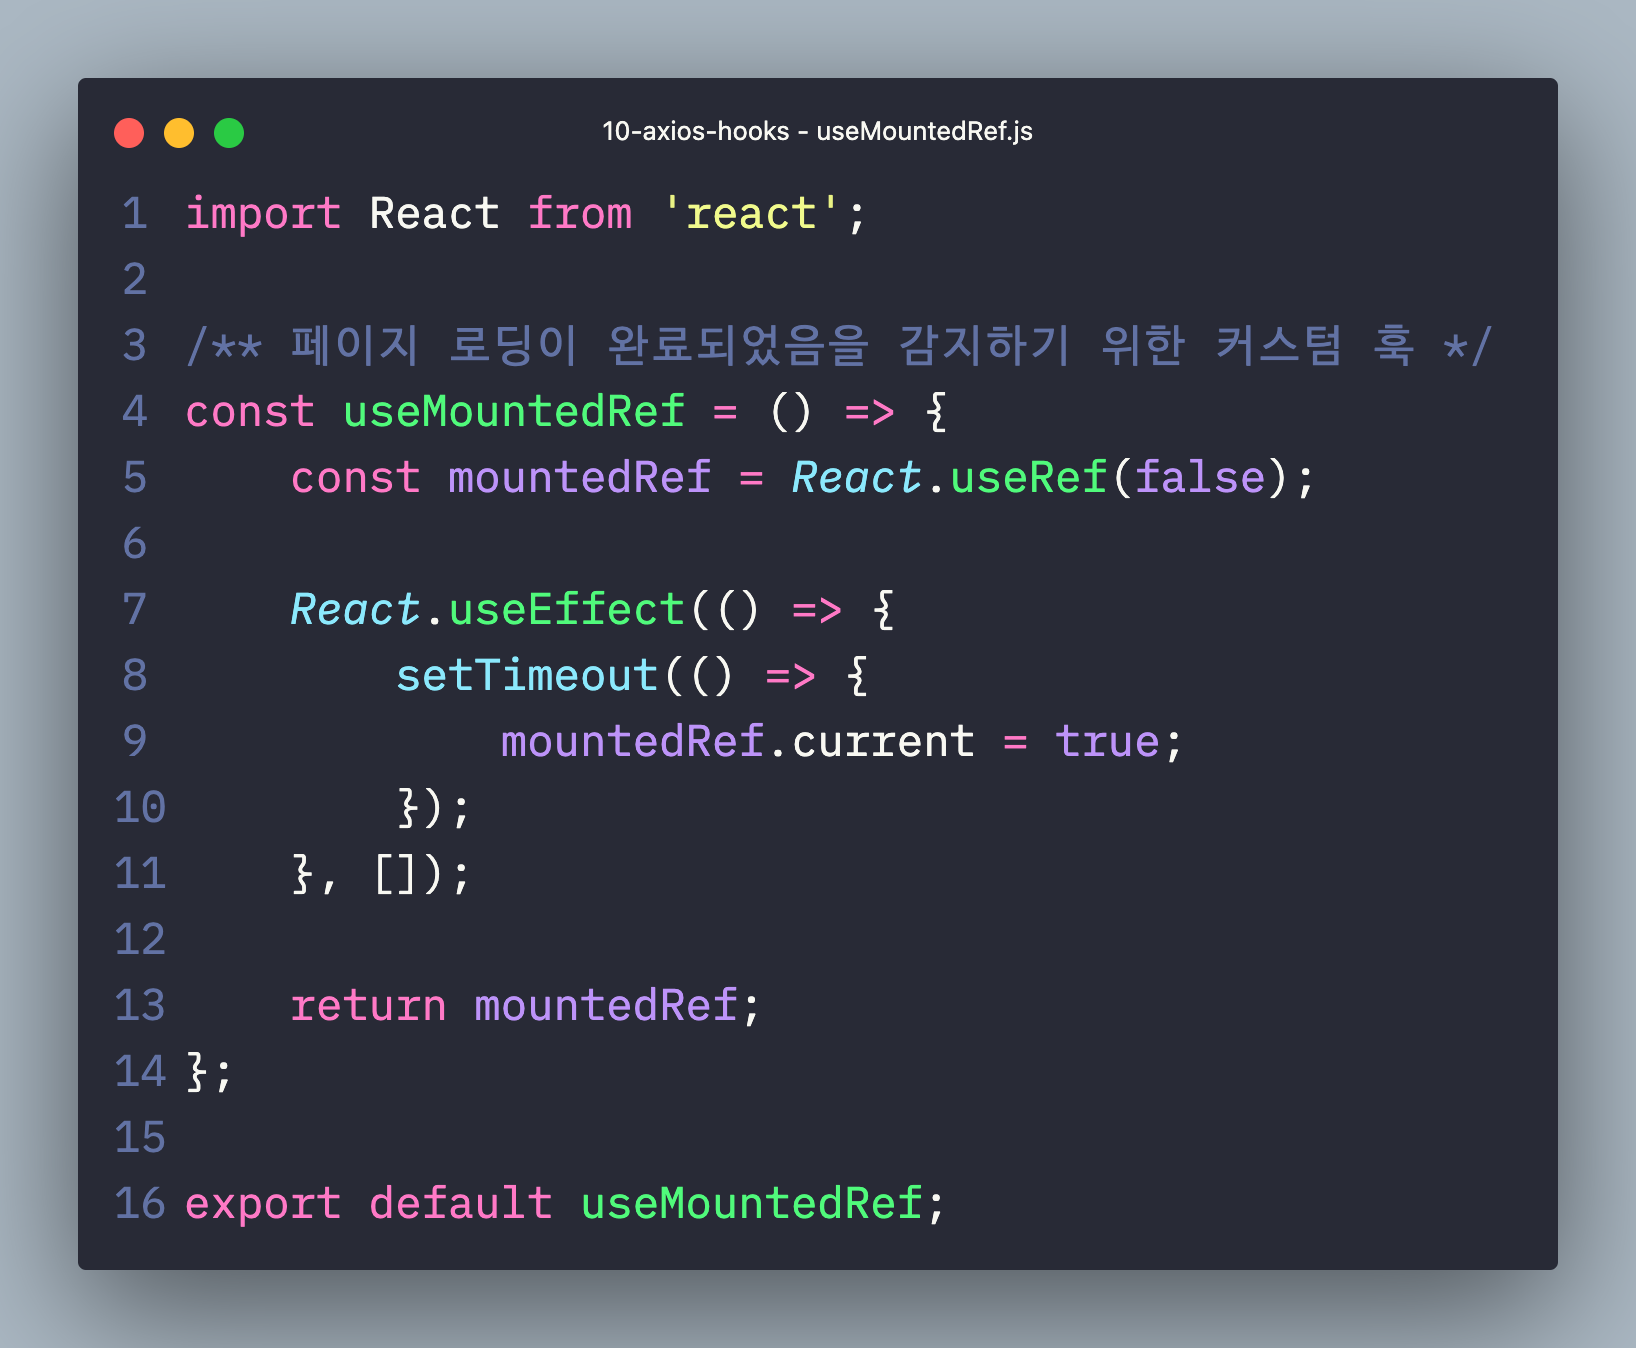 10-axios-hooks - useMountedRef.js
1 import React from 'react';
2
3 /** 페이지 로딩이 완료되었음을 감지하기 위한 커스텀 훅 */
4 const useMountedRef = () => {
5     const mountedRef = React.useRef(false);
6
7     React.useEffect(() => {
8         setTimeout(() => {
9             mountedRef.current = true;
10         });
11     }, []);
12
13     return mountedRef;
14 };
15
16 export default useMountedRef;